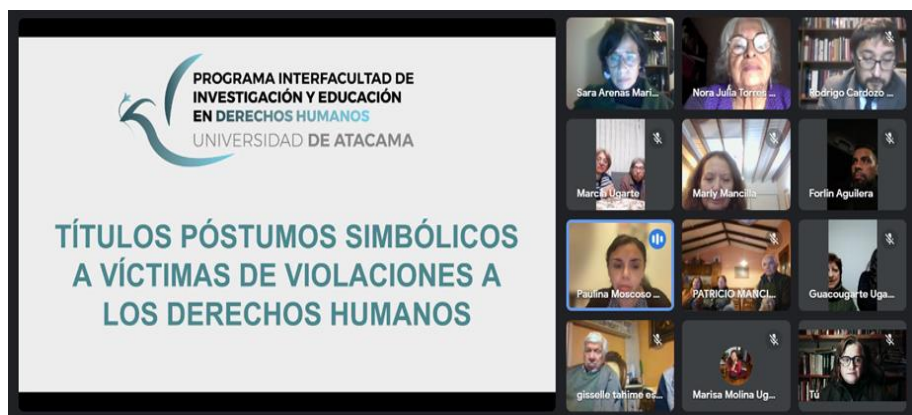 PROGRAMA INTERFACULTAD DE
INVESTIGACIÓN Y EDUCACIÓN
EN DERECHOS HUMANOS
UNIVERSIDAD DE ATACAMA
TÍTULOS PÓSTUMOS SIMBÓLICOS
A VÍCTIMAS DE VIOLACIONES A
LOS DERECHOS HUMANOS
Sara Arenas Mari...
Nora Julia Torres ...
Rodrigo Cardozo ...
Marcia Ugarte
Marly Mancilla
Forlin Aguilera
Paulina Moscoso ...
PATRICIO MANCI...
Guacougarte Uga...
gisselle tahime es...
Marisa Molina Ug...
Tú